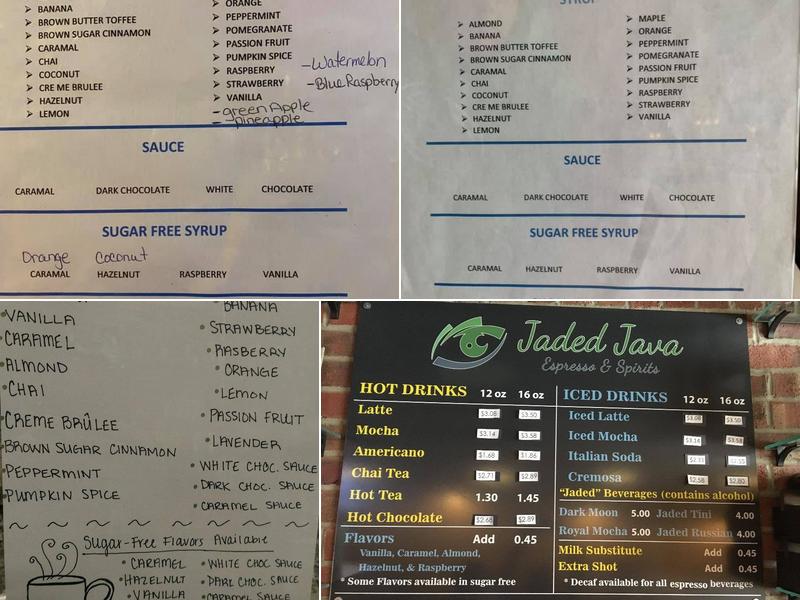 BANANA
BROWN BUTTER TOFFEE
BROWN SUGAR CINNAMON
CARAMAL
CHAI
COCONUT
CRE ME BRULEE
HAZELNUT
LEMON
ORANGE
PEPPERMINT
POMEGRANATE
PASSION FRUIT
PUMPKIN SPICE
RASPBERRY
STRAWBERRY
VANILLA
-Watermelon
-Blue Raspberry
-green Apple
-pineapple
SAUCE
CARAMAL DARK CHOCOLATE WHITE CHOCOLATE
SUGAR FREE SYRUP
Orange Coconut
CARAMAL HAZELNUT RASPBERRY VANILLA
SYRUP
ALMOND
BANANA
BROWN BUTTER TOFFEE
BROWN SUGAR CINNAMON
CARAMAL
CHAI
COCONUT
CRE ME BRULEE
HAZELNUT
LEMON
MAPLE
ORANGE
PEPPERMINT
POMEGRANATE
PASSION FRUIT
PUMPKIN SPICE
RASPBERRY
STRAWBERRY
VANILLA
SAUCE
CARAMAL DARK CHOCOLATE WHITE CHOCOLATE
SUGAR FREE SYRUP
CARAMAL HAZELNUT RASPBERRY VANILLA
VANILLA
CARAMEL
ALMOND
CHAI
CREME BRÛLEE
BROWN SUGAR CINNAMON
PEPPERMINT
PUMPKIN SPICE
BANANA
STRAWBERRY
RASBERRY
ORANGE
LEMON
PASSION FRUIT
LAVENDER
WHITE CHOC. SAUCE
DARK CHOC. SAUCE
CARAMEL SAUCE
Sugar-Free Flavors Available
CARAMEL
HAZELNUT
VANILLA
WHITE CHOC SAUCE
DARK CHOC. SAUCE
CARAMEL SAUCE
Jaded Java
Espresso & Spirits
HOT DRINKS 12 oz 16 oz
Latte $3.08 $3.50
Mocha $3.14 $3.58
Americano $1.68 $1.86
Chai Tea $2.71 $2.89
Hot Tea 1.30 1.45
Hot Chocolate $2.68 $2.89
Flavors Add 0.45
Vanilla, Caramel, Almond,
Hazelnut, & Raspberry
* Some Flavors available in sugar free
ICED DRINKS 12 oz 16 oz
Iced Latte $3.08 $3.50
Iced Mocha $3.14 $3.58
Italian Soda
Cremosa $2.58 $2.80
"Jaded" Beverages (contains alcohol)
Dark Moon 5.00 Jaded Tini 4.00
Royal Mocha 5.00 Jaded Russian 4.00
Milk Substitute Add 0.45
Extra Shot Add 0.45
* Decaf available for all espresso beverages